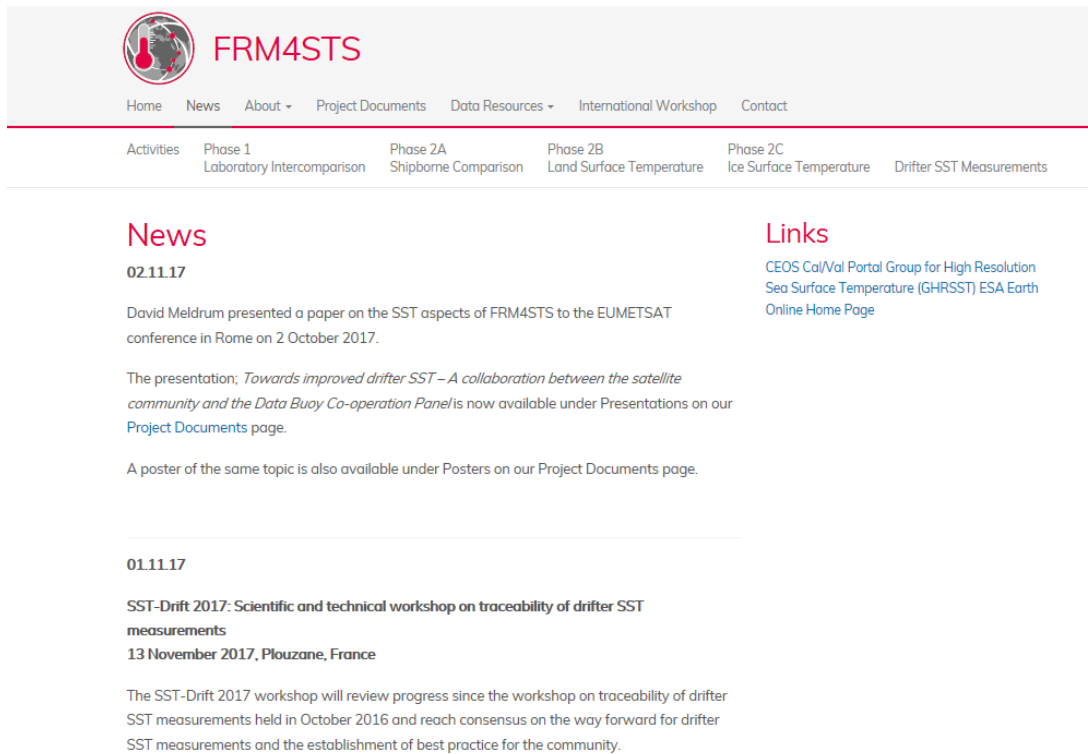 FRM4STS
Home News About Project Documents Data Resources International Workshop Contact
Activities Phase 1 Phase 2A Phase 2B Phase 2C
Laboratory Intercomparison Shipborne Comparison Land Surface Temperature Ice Surface Temperature Drifter SST Measurements
News
02.11.17
David Meldrum presented a paper on the SST aspects of FRM4STS to the EUMETSAT
conference in Rome on 2 October 2017.
The presentation; Towards improved drifter SST – A collaboration between the satellite
community and the Data Buoy Co-operation Panel is now available under Presentations on our
Project Documents page.
A poster of the same topic is also available under Posters on our Project Documents page.
01.11.17
SST-Drift 2017: Scientific and technical workshop on traceability of drifter SST
measurements
13 November 2017, Plouzane, France
The SST-Drift 2017 workshop will review progress since the workshop on traceability of drifter
SST measurements held in October 2016 and reach consensus on the way forward for drifter
SST measurements and the establishment of best practice for the community.
Links
CEOS Cal/Val Portal Group for High Resolution
Sea Surface Temperature (GHRSST) ESA Earth
Online Home Page